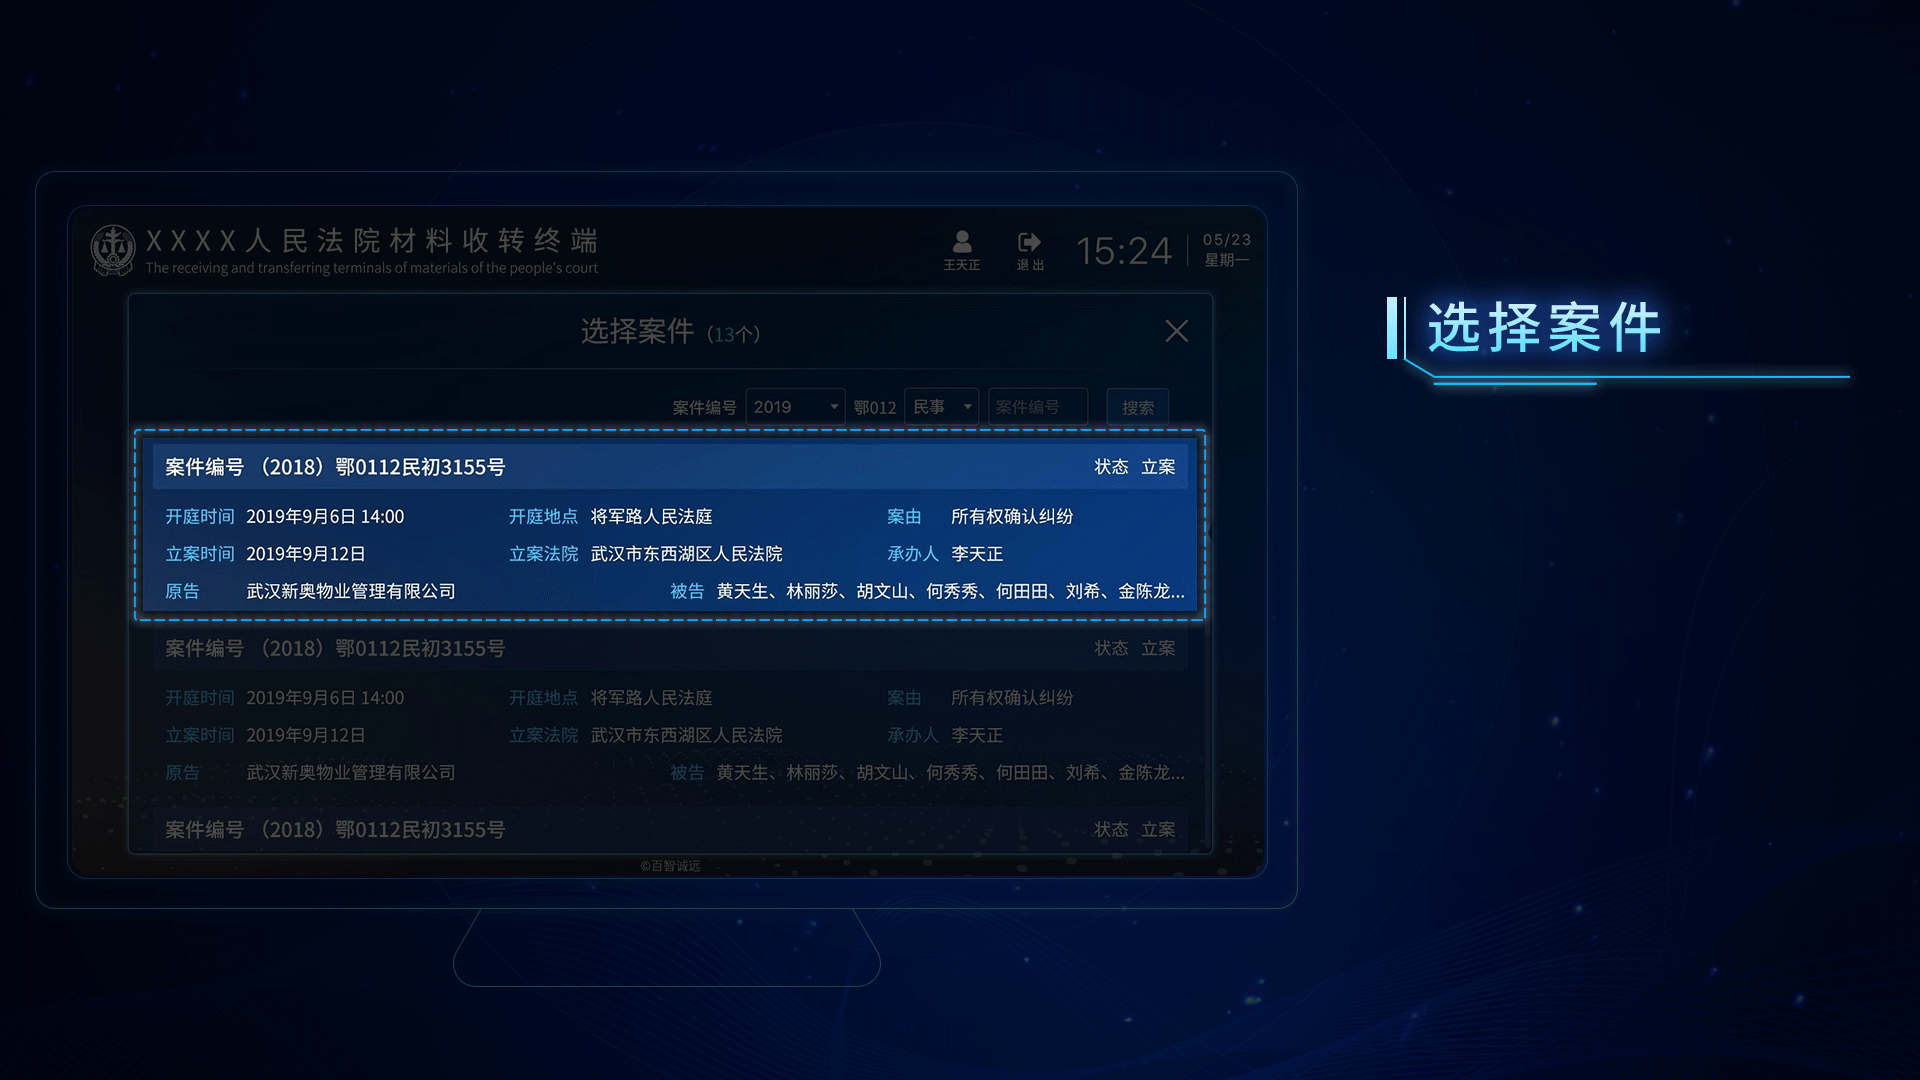 XXXX人民法院材料收转终端
The receiving and transferring terminals of materials of the people's court
王天正
退出
15:24
05/23
星期一
选择案件（13个）
案件编号 2019 鄂012 民事 案件编号 搜索
案件编号 （2018）鄂0112民初3155号 状态 立案
开庭时间 2019年9月6日 14:00 开庭地点 将军路人民法庭 案由 所有权确认纠纷
立案时间 2019年9月12日 立案法院 武汉市东西湖区人民法院 承办人 李天正
原告 武汉新奥物业管理有限公司 被告 黄天生、林丽莎、胡文山、何秀秀、何田田、刘希、金陈龙...
案件编号 （2018）鄂0112民初3155号 状态 立案
开庭时间 2019年9月6日 14:00 开庭地点 将军路人民法庭 案由 所有权确认纠纷
立案时间 2019年9月12日 立案法院 武汉市东西湖区人民法院 承办人 李天正
原告 武汉新奥物业管理有限公司 被告 黄天生、林丽莎、胡文山、何秀秀、何田田、刘希、金陈龙...
案件编号 （2018）鄂0112民初3155号 状态 立案
©百智诚远
选择案件